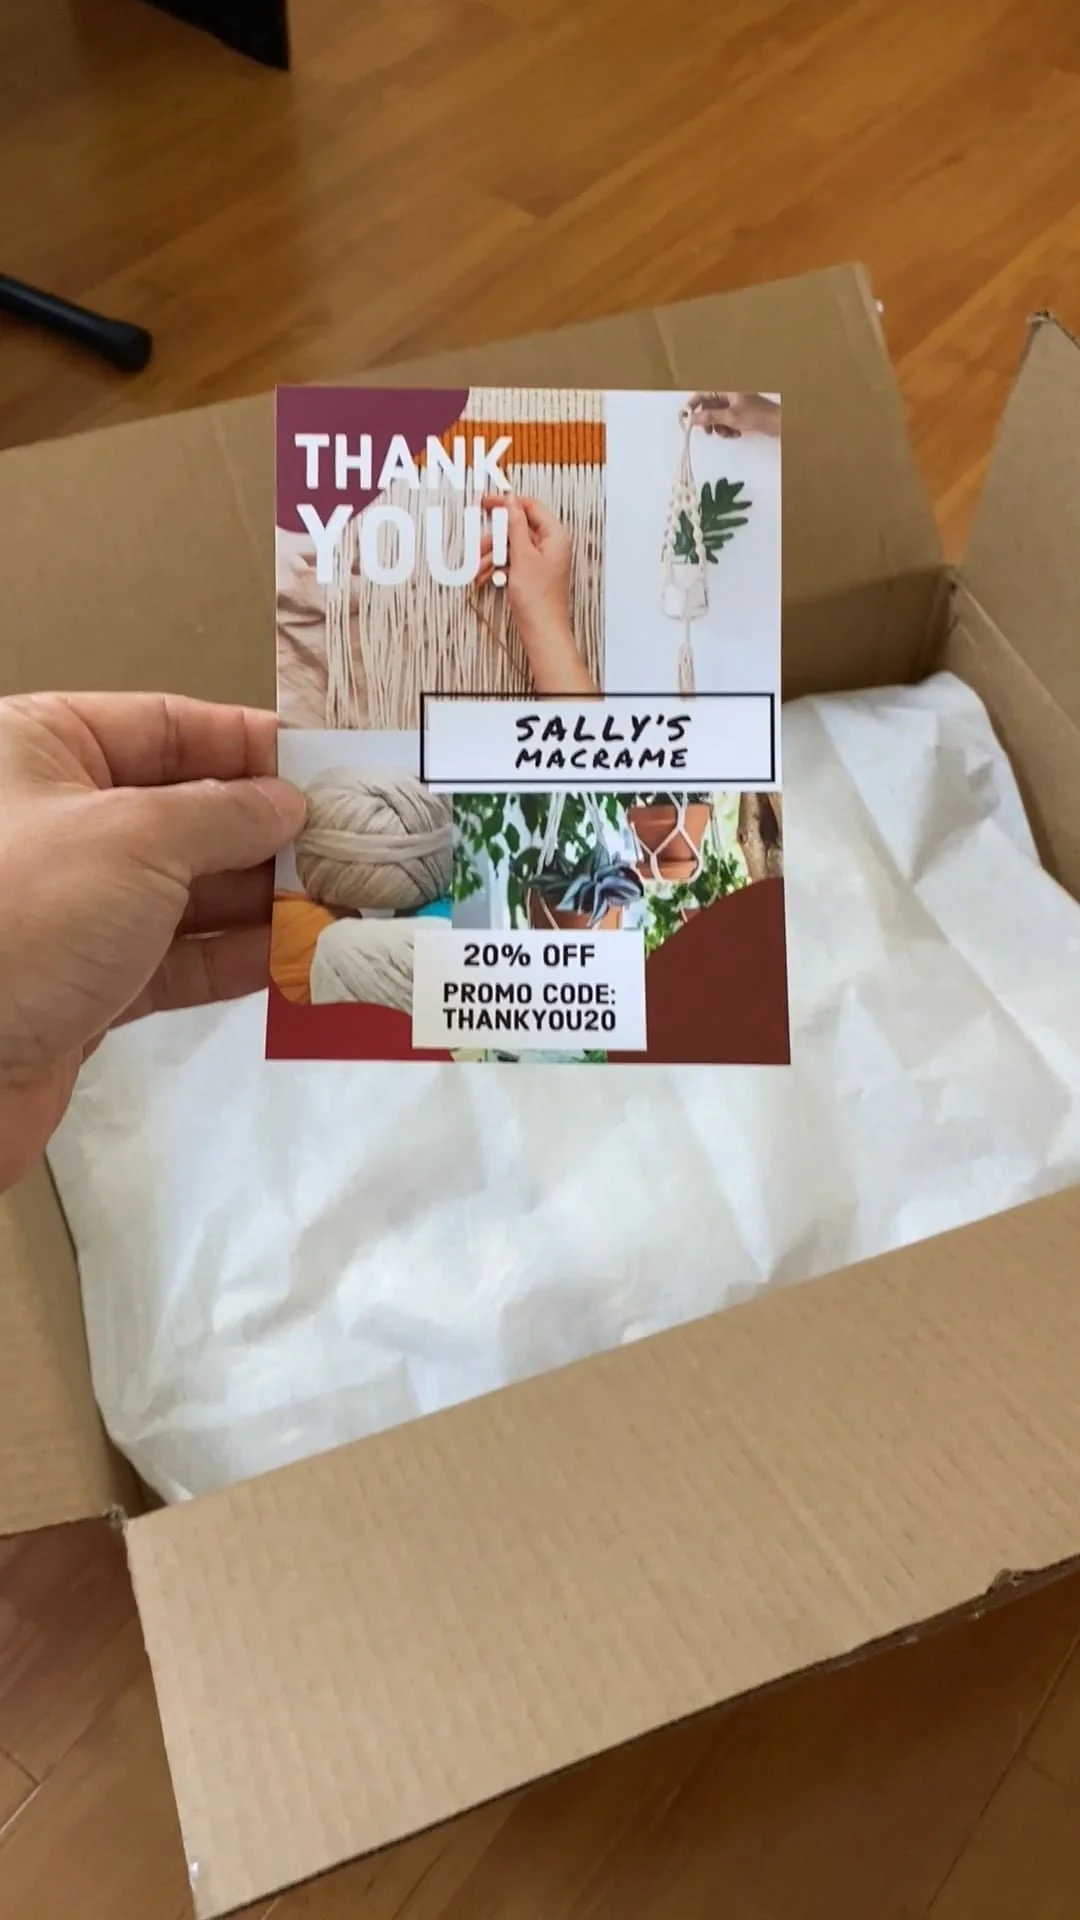 THANK
YOU!
SALLY'S
MACRAME
20% OFF
PROMO CODE:
THANKYOU20